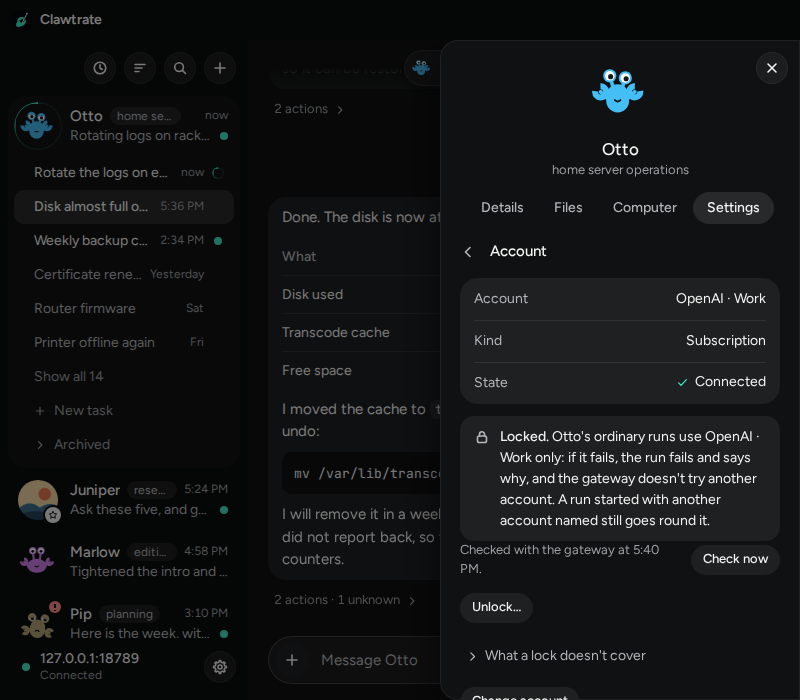 Clawtrate
Otto home se... now
Rotating logs on rack...
Rotate the logs on e... now
Disk almost full o... 5:36 PM
Weekly backup c... 2:34 PM
Certificate rene... Yesterday
Router firmware Sat
Printer offline again Fri
Show all 14
+ New task
Archived
Juniper rese... 5:24 PM
Ask these five, and g...
Marlow editi... 4:58 PM
Tightened the intro and ...
Pip planning 3:10 PM
Here is the week. wit...
127.0.0.1:18789
Connected
2 actions
Done. The disk is now at
What
Disk used
Transcode cache
Free space
I moved the cache to
undo:
mv /var/lib/transc
I will remove it in a
did not report back, so
counters.
2 actions · 1 unknown
Message Otto
Otto
home server operations
Details Files Computer Settings
Account
Account OpenAI · Work
Kind Subscription
State Connected
Locked. Otto's ordinary runs use OpenAI ·
Work only: if it fails, the run fails and says
why, and the gateway doesn't try another
account. A run started with another
account named still goes round it.
Checked with the gateway at 5:40
PM.
Check now
Unlock...
What a lock doesn't cover
Change account